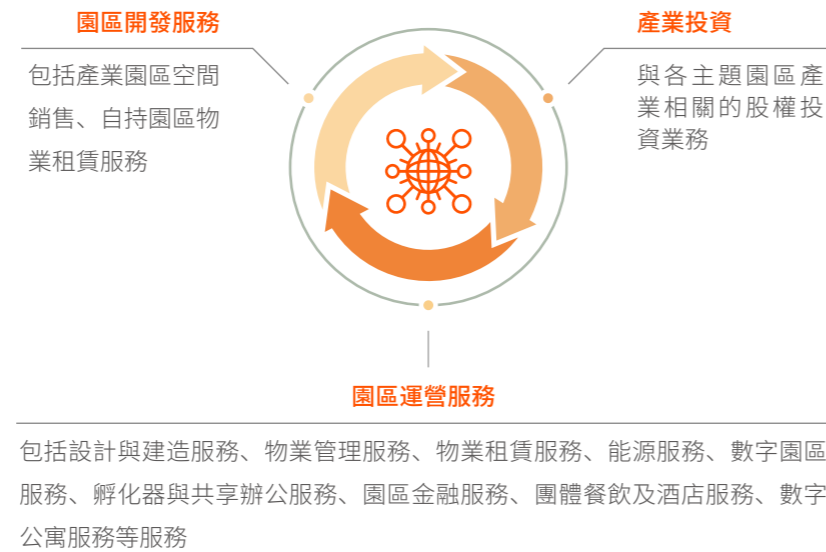 園區開發服務
包括產業園區空間
銷售、自持園區物
業租賃服務
產業投資
與各主題園區產
業相關的股權投
資業務
園區運營服務
包括設計與建造服務、物業管理服務、物業租賃服務、能源服務、數字園區
服務、孵化器與共享辦公服務、園區金融服務、團體餐飲及酒店服務、數字
公寓服務等服務